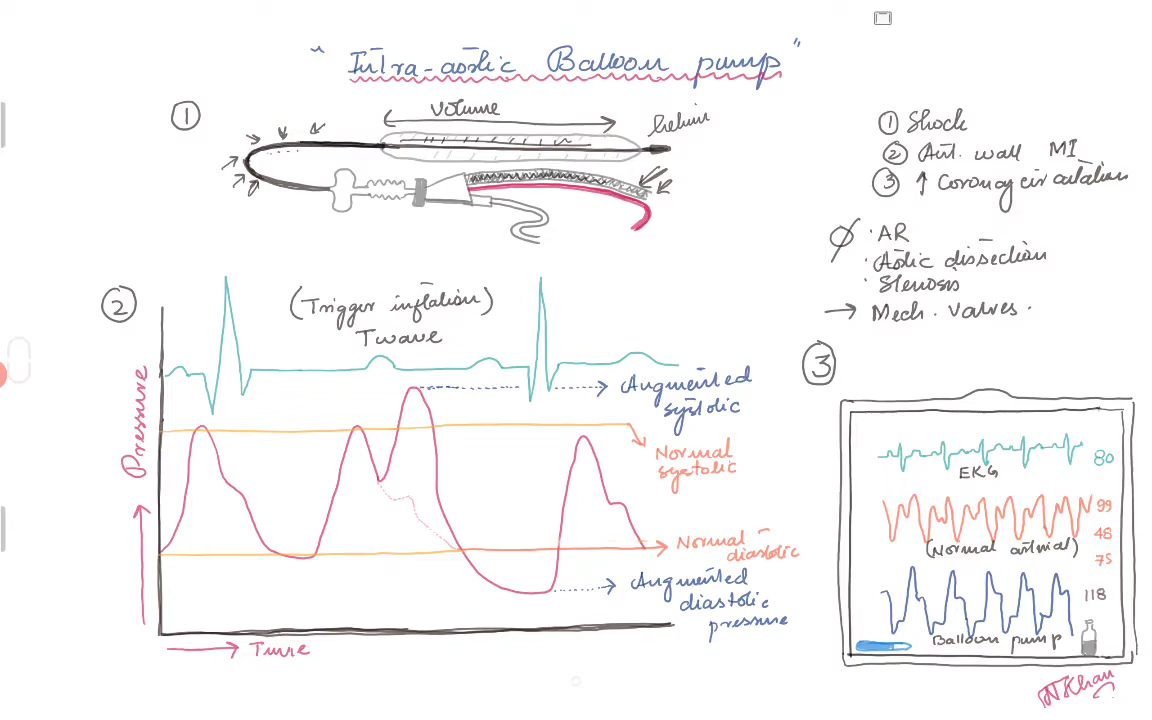 " Intra-aortic Balloon pump "
①
Volume
helium
① Shock
② Ant. wall MI
③ ↑ Coronary circulation
∅ · AR
· Aortic dissection
· Stenosis
→ Mech. Valves.
②
(Trigger inflation)
T wave
Pressure
Augmented
systolic
Normal
systolic
Normal
diastolic
Augmented
diastolic
pressure
Time
③
EKG
80
99
48
75
(Normal arterial)
118
Balloon pump
N Khan